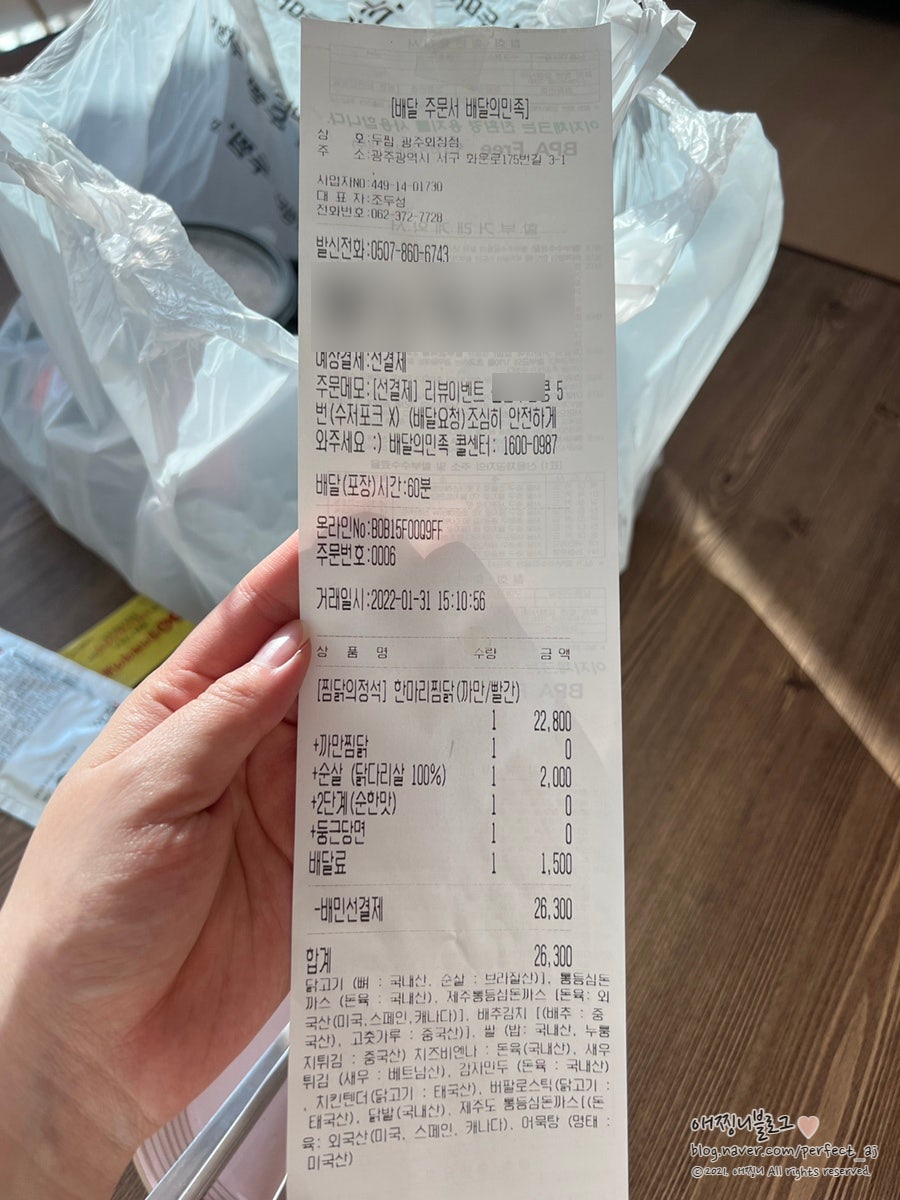 [배달 주문서 배달의민족]
상 호:두찜 광주화정점
주 소:광주광역시 서구 화운로175번길 3-1
사업자NO:449-14-01730
대 표 자:조두성
전화번호:062-372-7728
발신전화:0507-860-6743
예상결제:선결제
주문메모:[선결제] 리뷰이벤트 5
번(수저포크 X) (배달요청)조심히 안전하게
와주세요 :) 배달의민족 콜센터: 1600-0987
배달(포장)시간:60분
온라인No:B0B15F00Q9FF
주문번호:0006
거래일시:2022-01-31 15:10:56
상 품 명 수량 금액
[찜닭의정석] 한마리찜닭(까만/빨간)
1 22,800
+까만찜닭 1 0
+순살 (닭다리살 100%) 1 2,000
+2단계(순한맛) 1 0
+둥근당면 1 0
배달료 1 1,500
-배민선결제 26,300
합계 26,300
닭고기 (뼈 : 국내산, 순살 : 브라질산)], 통등심돈
까스 (돈육 : 국내산), 제주통등심돈까스 [돈육: 외
국산(미국,스페인,캐나다)], 배추김치 [(배추 : 중
국산), 고춧가루 : 중국산)], 쌀 (밥: 국내산, 누룽
지튀김 : 중국산) 치즈비엔나 : 돈육(국내산), 새우
튀김 (새우 : 베트남산), 감자만두 (돈육 : 국내산)
, 치킨텐더(닭고기 : 태국산), 버팔로스틱(닭고기 :
태국산), 닭발(국내산), 제주도 통등심돈까스[(돈
육: 외국산(미국, 스페인, 캐나다), 어묵탕 (명태 :
미국산)
애찡니블로그
blog.naver.com/perfect_aj
©2021. 애찡니 All rights reserved.